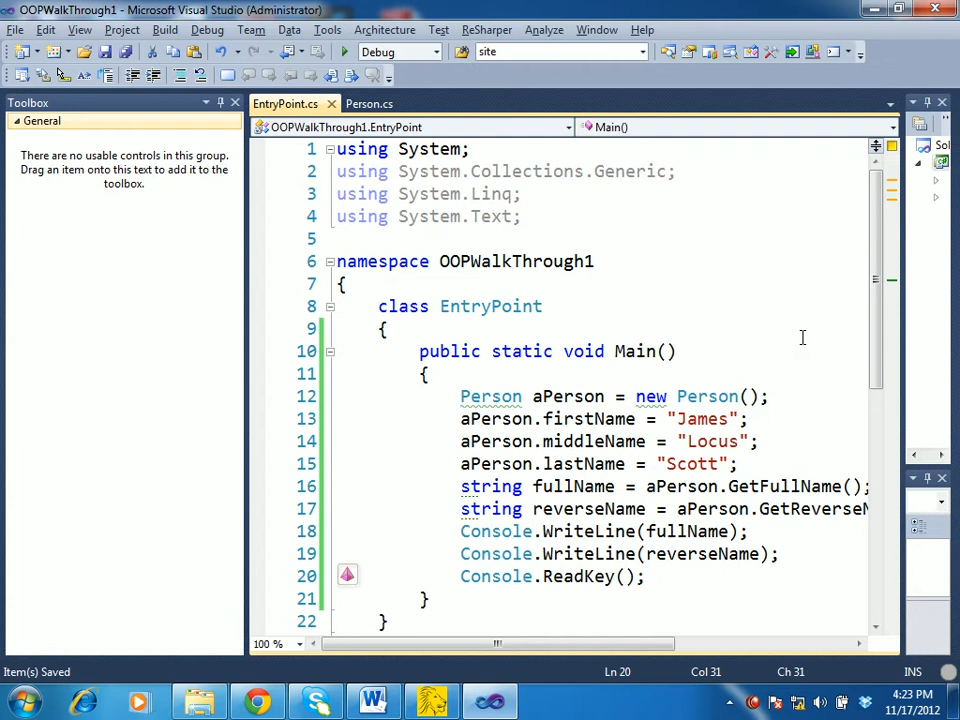 OOPWalkThrough1 - Microsoft Visual Studio (Administrator)
File Edit View Project Build Debug Team Data Tools Architecture Test ReSharper Analyze Window Help
Debug site
Toolbox
General
There are no usable controls in this group.
Drag an item onto this text to add it to the
toolbox.
EntryPoint.cs Person.cs
OOPWalkThrough1.EntryPoint Main()
Sol
1 using System;
2 using System.Collections.Generic;
3 using System.Linq;
4 using System.Text;
5
6 namespace OOPWalkThrough1
7 {
8 class EntryPoint
9 {
10 public static void Main()
11 {
12 Person aPerson = new Person();
13 aPerson.firstName = "James";
14 aPerson.middleName = "Locus";
15 aPerson.lastName = "Scott";
16 string fullName = aPerson.GetFullName();
17 string reverseName = aPerson.GetReverseN
18 Console.WriteLine(fullName);
19 Console.WriteLine(reverseName);
20 Console.ReadKey();
21 }
22 }
100 %
Item(s) Saved Ln 20 Col 31 Ch 31 INS
4:23 PM
11/17/2012